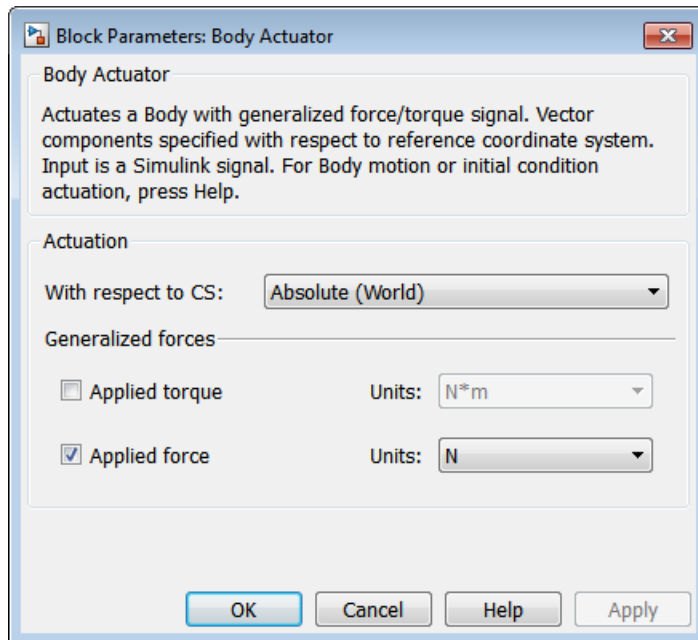 Block Parameters: Body Actuator
Body Actuator
Actuates a Body with generalized force/torque signal. Vector
components specified with respect to reference coordinate system.
Input is a Simulink signal. For Body motion or initial condition
actuation, press Help.
Actuation
With respect to CS: Absolute (World)
Generalized forces
Applied torque Units: N*m
Applied force Units: N
OK Cancel Help Apply